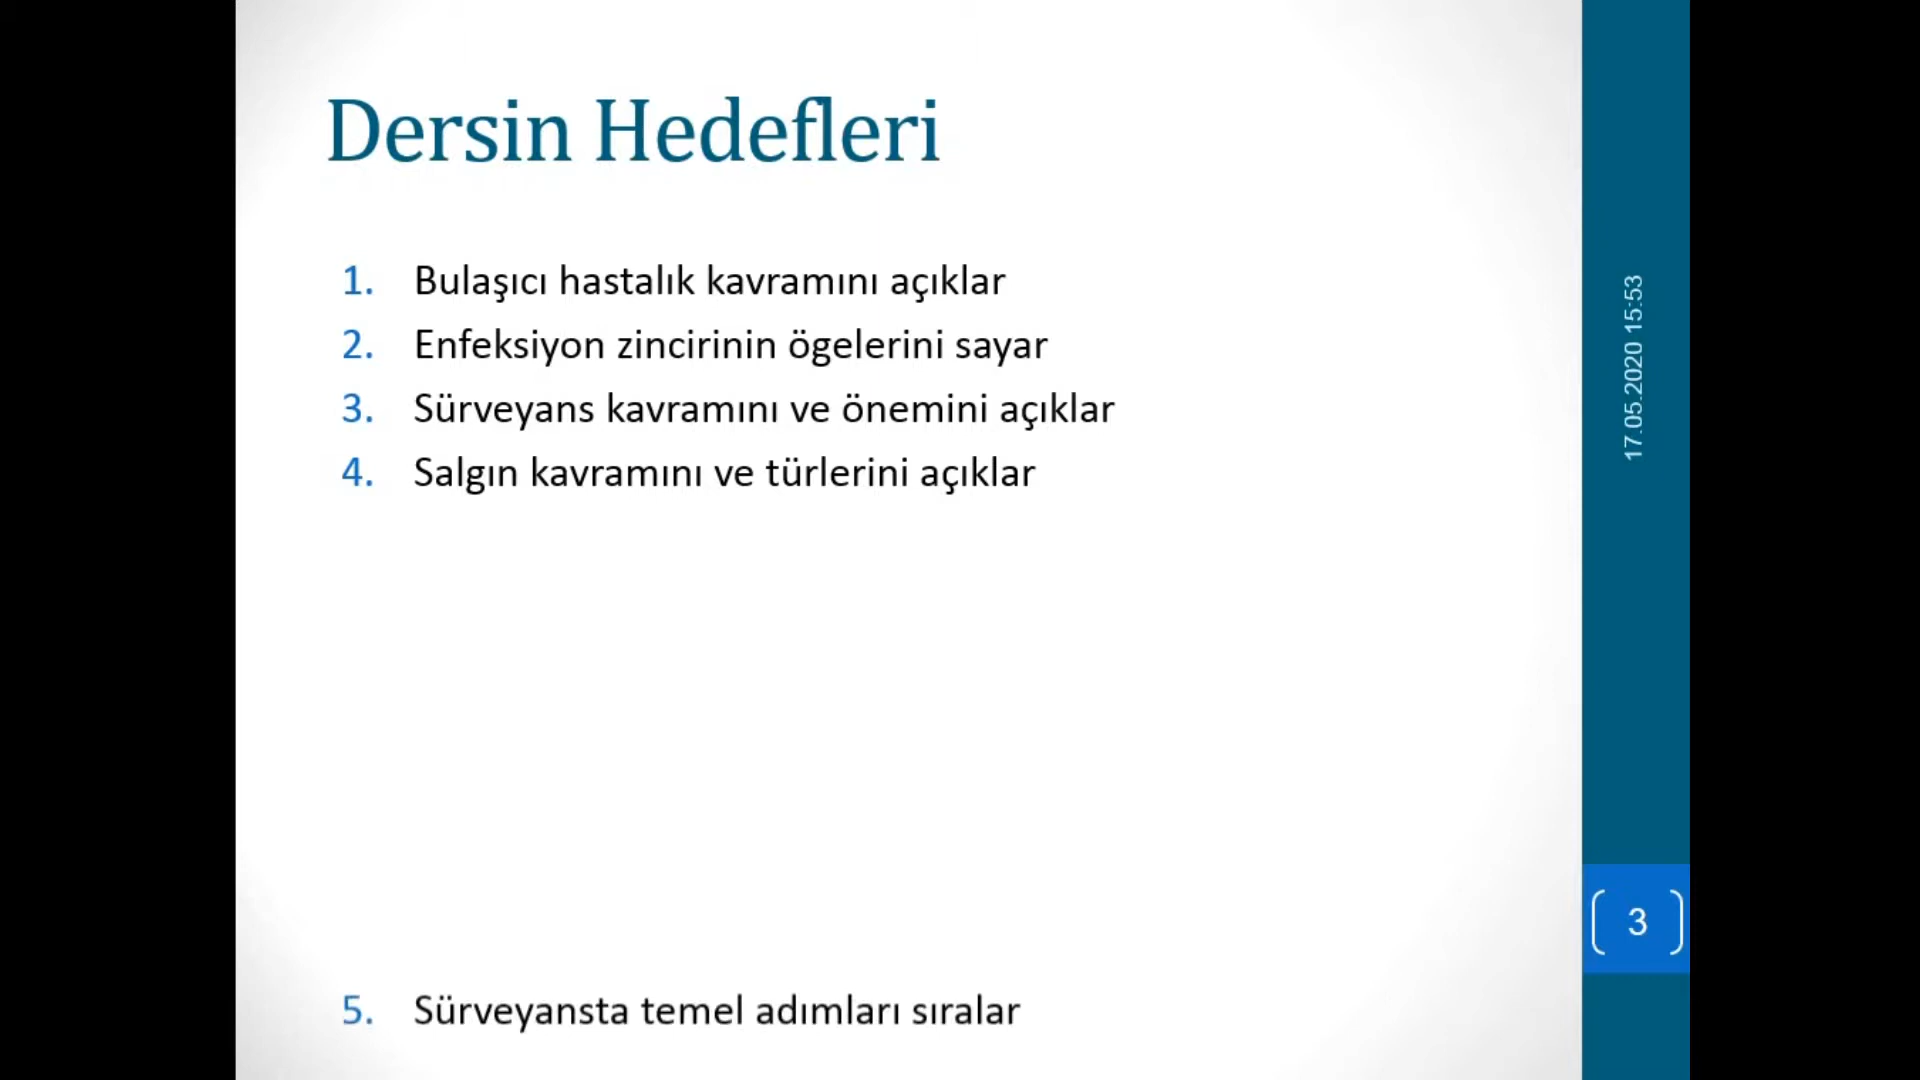 Dersin Hedefleri
1. Bulaşıcı hastalık kavramını açıklar
2. Enfeksiyon zincirinin ögelerini sayar
3. Sürveyans kavramını ve önemini açıklar
4. Salgın kavramını ve türlerini açıklar
5. Sürveyansta temel adımları sıralar
17.05.2020 15:53
3